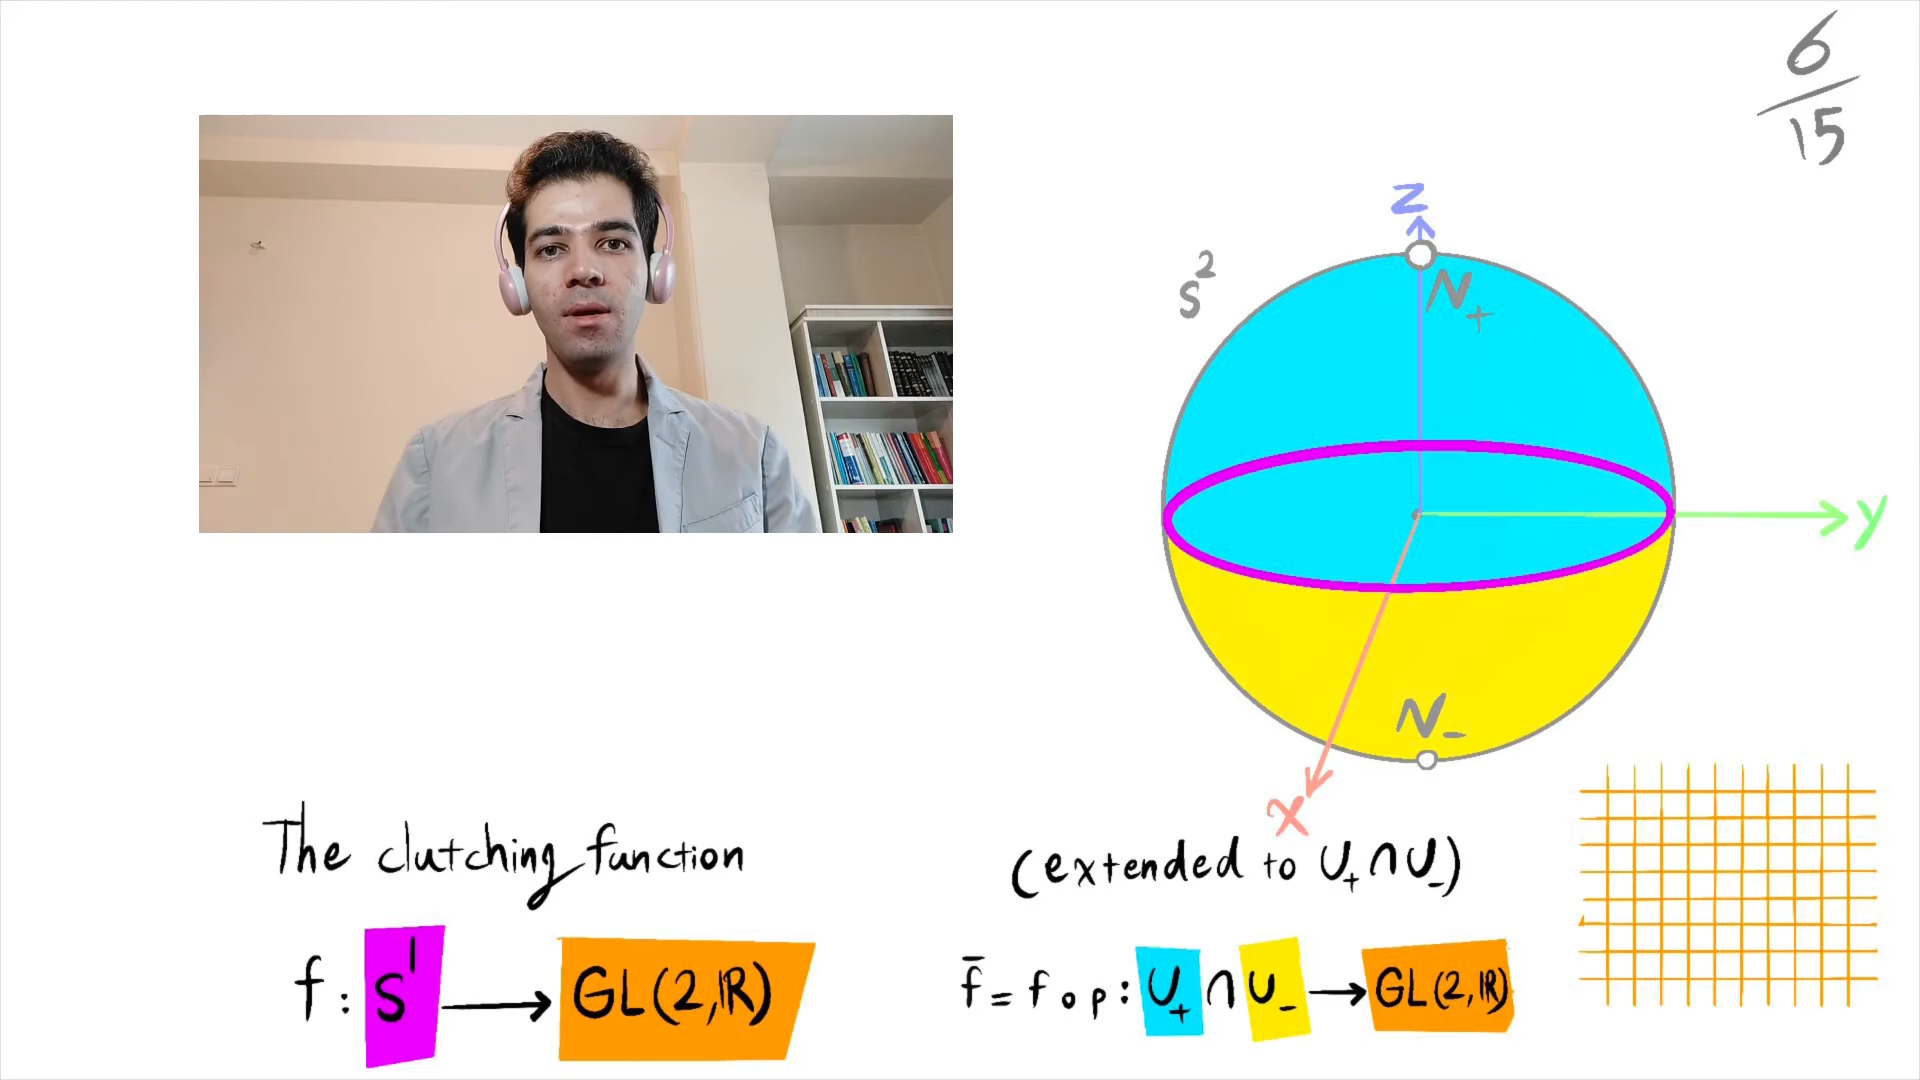 6
15
Z
S²
N₊
y
N₋
x
The clutching function
(extended to U₊∩U₋)
f: S¹ ⟶ GL(2,ℝ)
f̄ = f∘p: U₊∩U₋ ⟶ GL(2,ℝ)